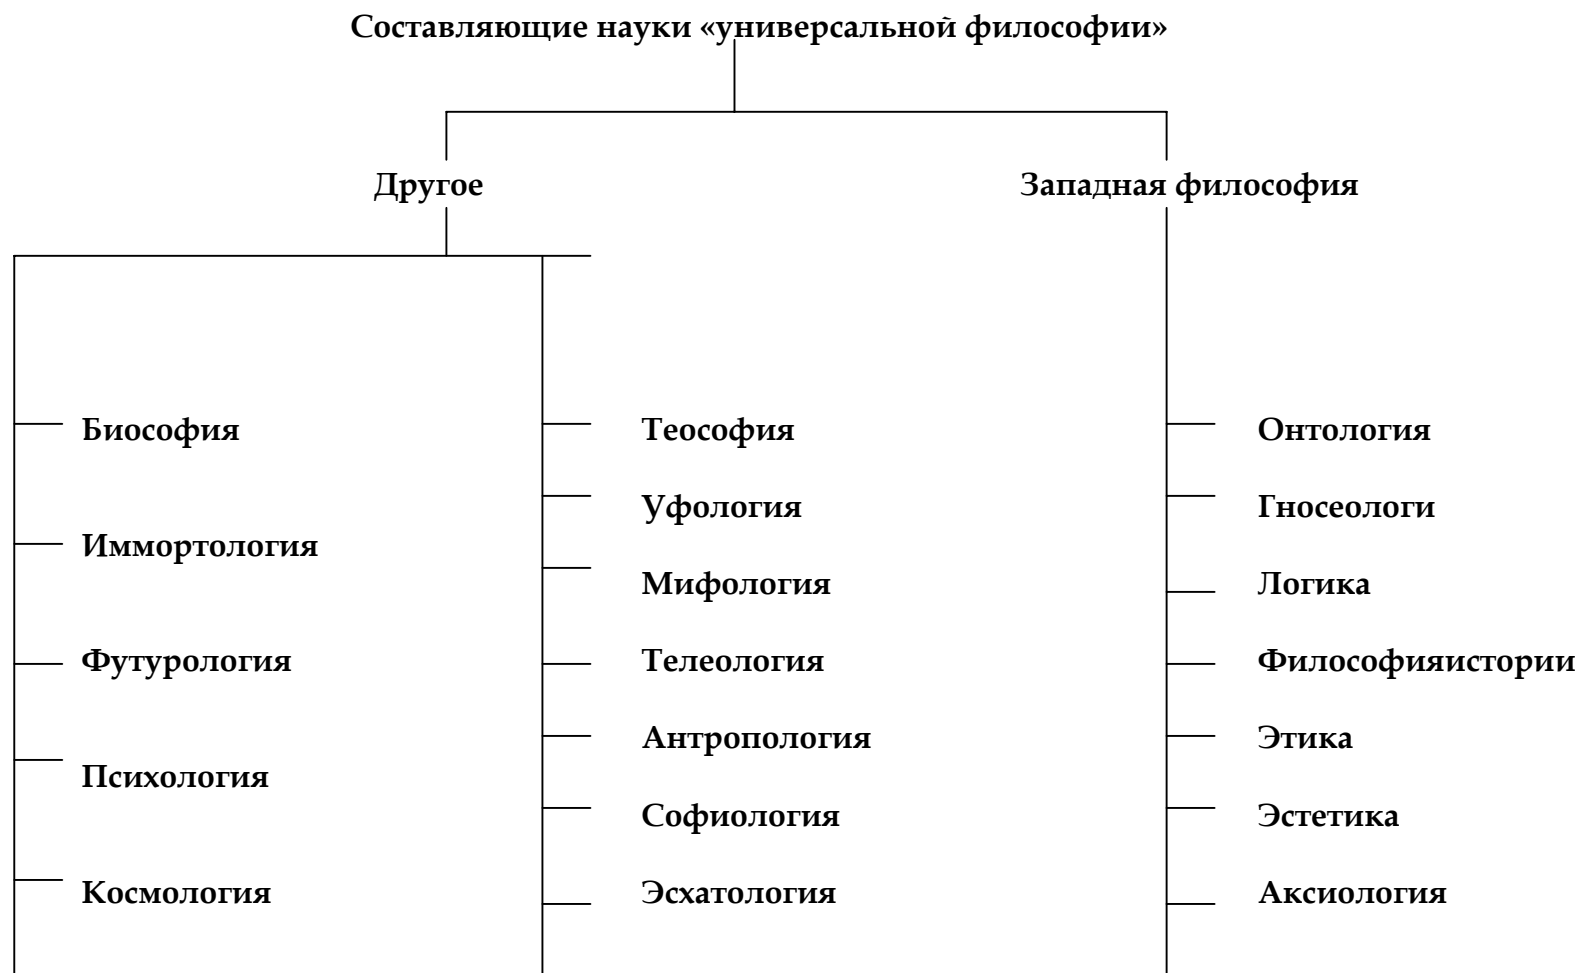 Составляющие науки «универсальной философии»
Другое
Западная философия
Биософия
Иммортология
Футурология
Психология
Космология
Теософия
Уфология
Мифология
Телеология
Антропология
Софиология
Эсхатология
Онтология
Гносеологи
Логика
Философияистории
Этика
Эстетика
Аксиология